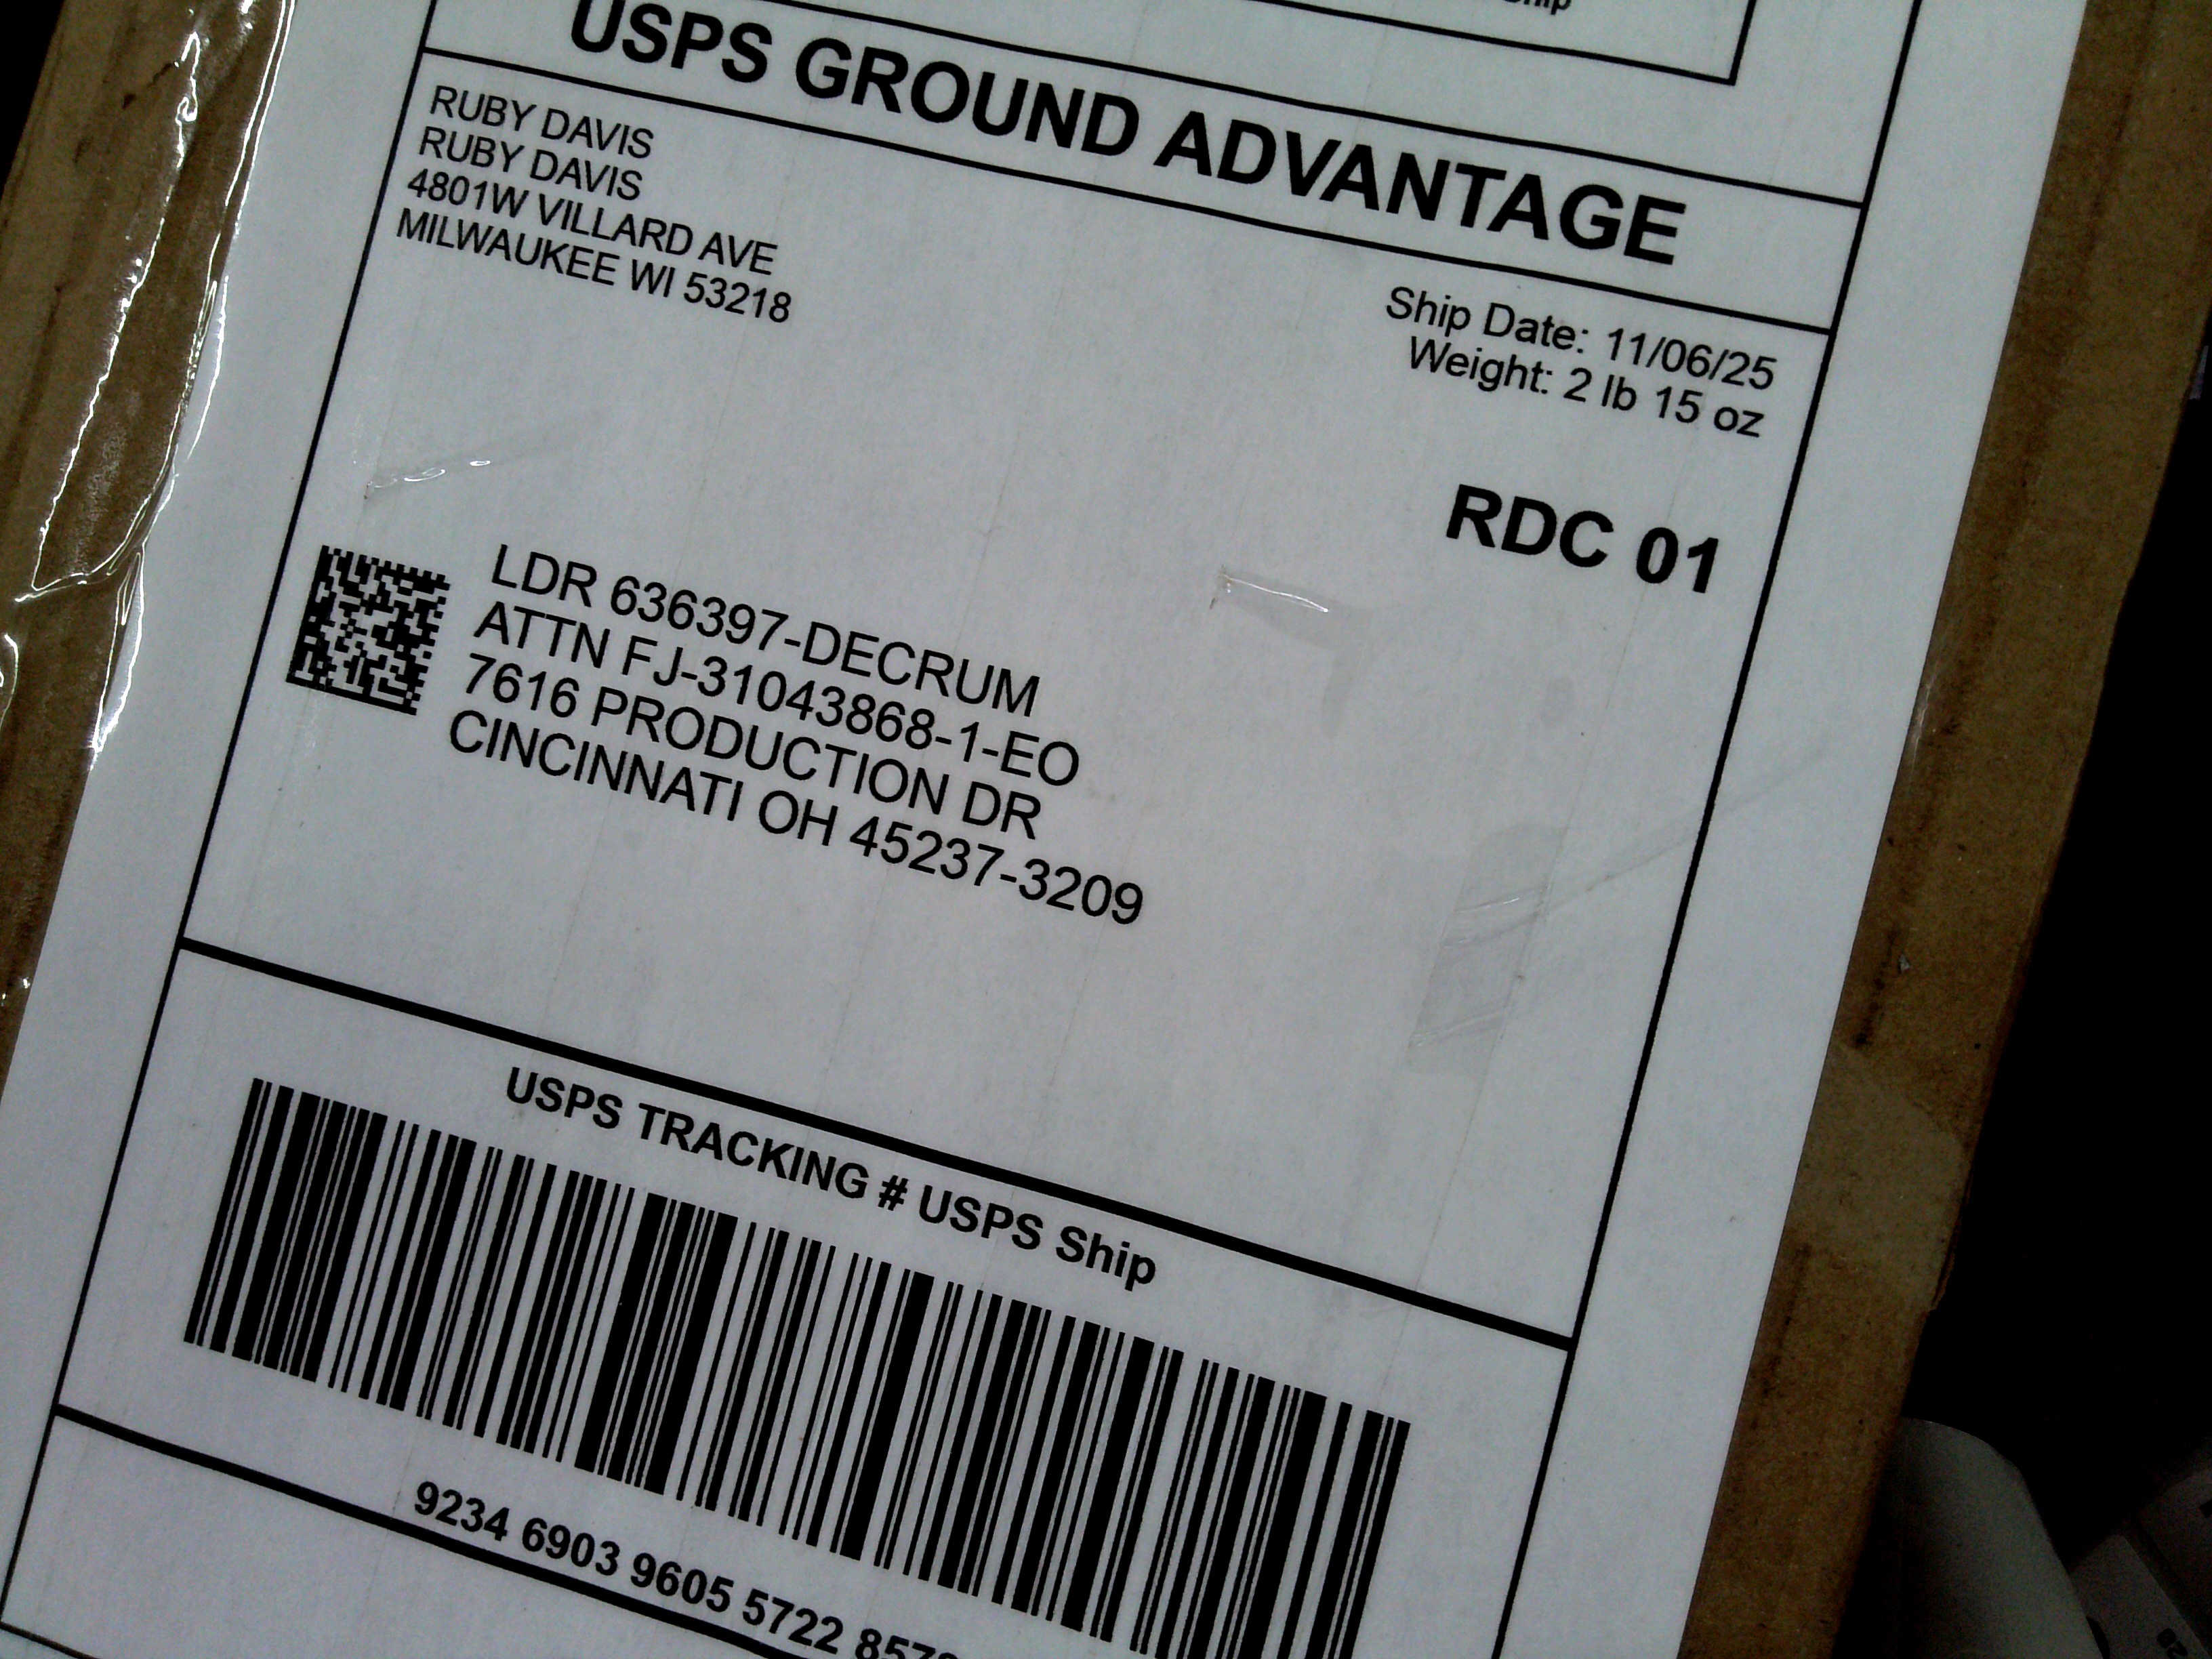 USPS GROUND ADVANTAGE
RUBY DAVIS
RUBY DAVIS
4801W VILLARD AVE
MILWAUKEE WI 53218
Ship Date: 11/06/25
Weight: 2 lb 15 oz
RDC 01
LDR 636397-DECRUM
ATTN FJ-31043868-1-EO
7616 PRODUCTION DR
CINCINNATI OH 45237-3209
USPS TRACKING # USPS Ship
9234 6903 9605 5722